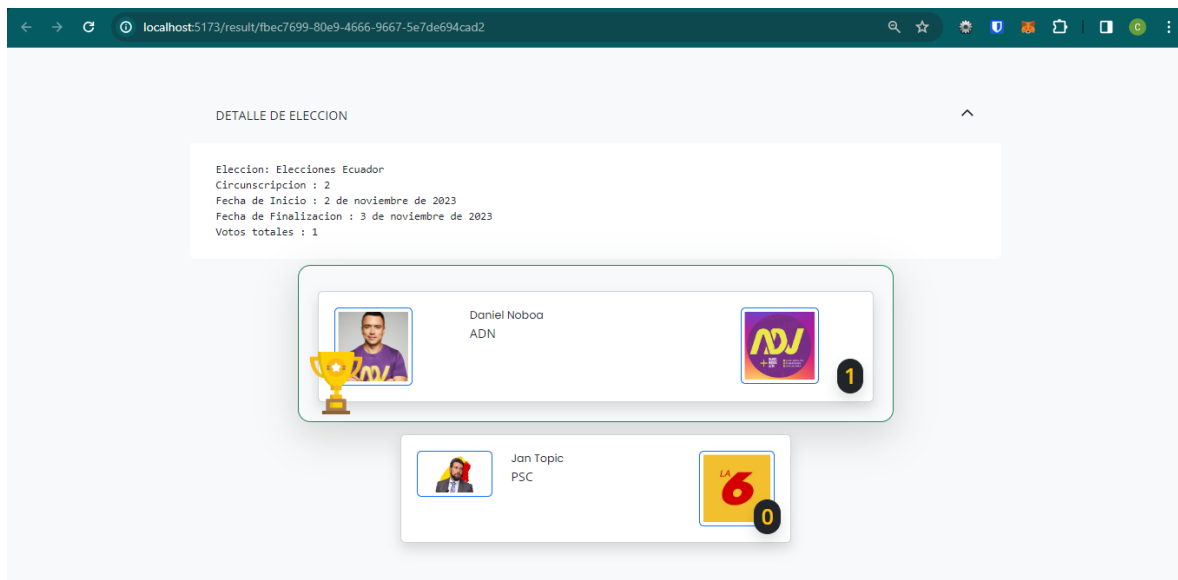 localhost:5173/result/fbec7699-80e9-4666-9667-5e7de694cad2
C
DETALLE DE ELECCION
Eleccion: Elecciones Ecuador
Circunscripcion : 2
Fecha de Inicio : 2 de noviembre de 2023
Fecha de Finalizacion : 3 de noviembre de 2023
Votos totales : 1
Daniel Noboa
ADN
1
Jan Topic
PSC
LA
6
0